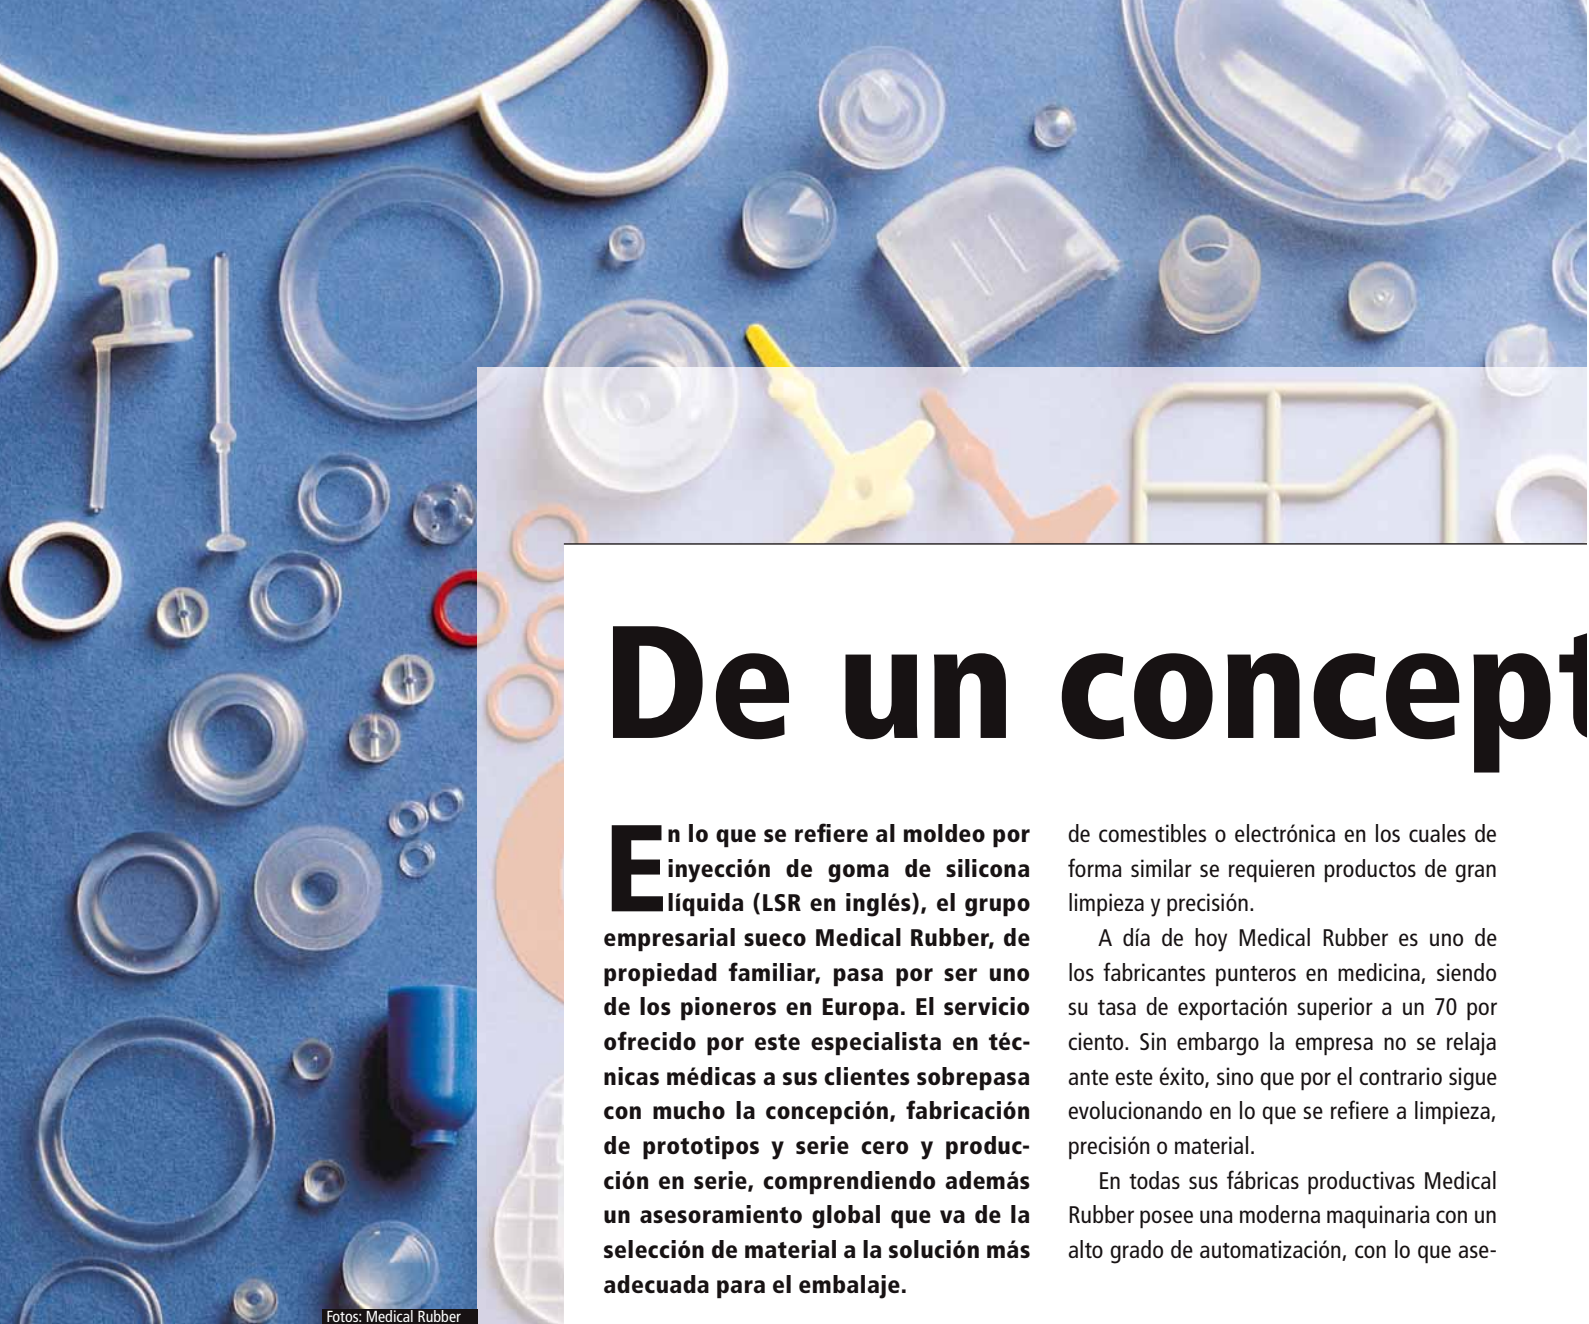 De un concept
En lo que se refiere al moldeo por
inyección de goma de silicona
líquida (LSR en inglés), el grupo
empresarial sueco Medical Rubber, de
propiedad familiar, pasa por ser uno
de los pioneros en Europa. El servicio
ofrecido por este especialista en téc-
nicas médicas a sus clientes sobrepasa
con mucho la concepción, fabricación
de prototipos y serie cero y produc-
ción en serie, comprendiendo además
un asesoramiento global que va de la
selección de material a la solución más
adecuada para el embalaje.
de comestibles o electrónica en los cuales de
forma similar se requieren productos de gran
limpieza y precisión.
A día de hoy Medical Rubber es uno de
los fabricantes punteros en medicina, siendo
su tasa de exportación superior a un 70 por
ciento. Sin embargo la empresa no se relaja
ante este éxito, sino que por el contrario sigue
evolucionando en lo que se refiere a limpieza,
precisión o material.
En todas sus fábricas productivas Medical
Rubber posee una moderna maquinaria con un
alto grado de automatización, con lo que ase-
Fotos: Medical Rubber